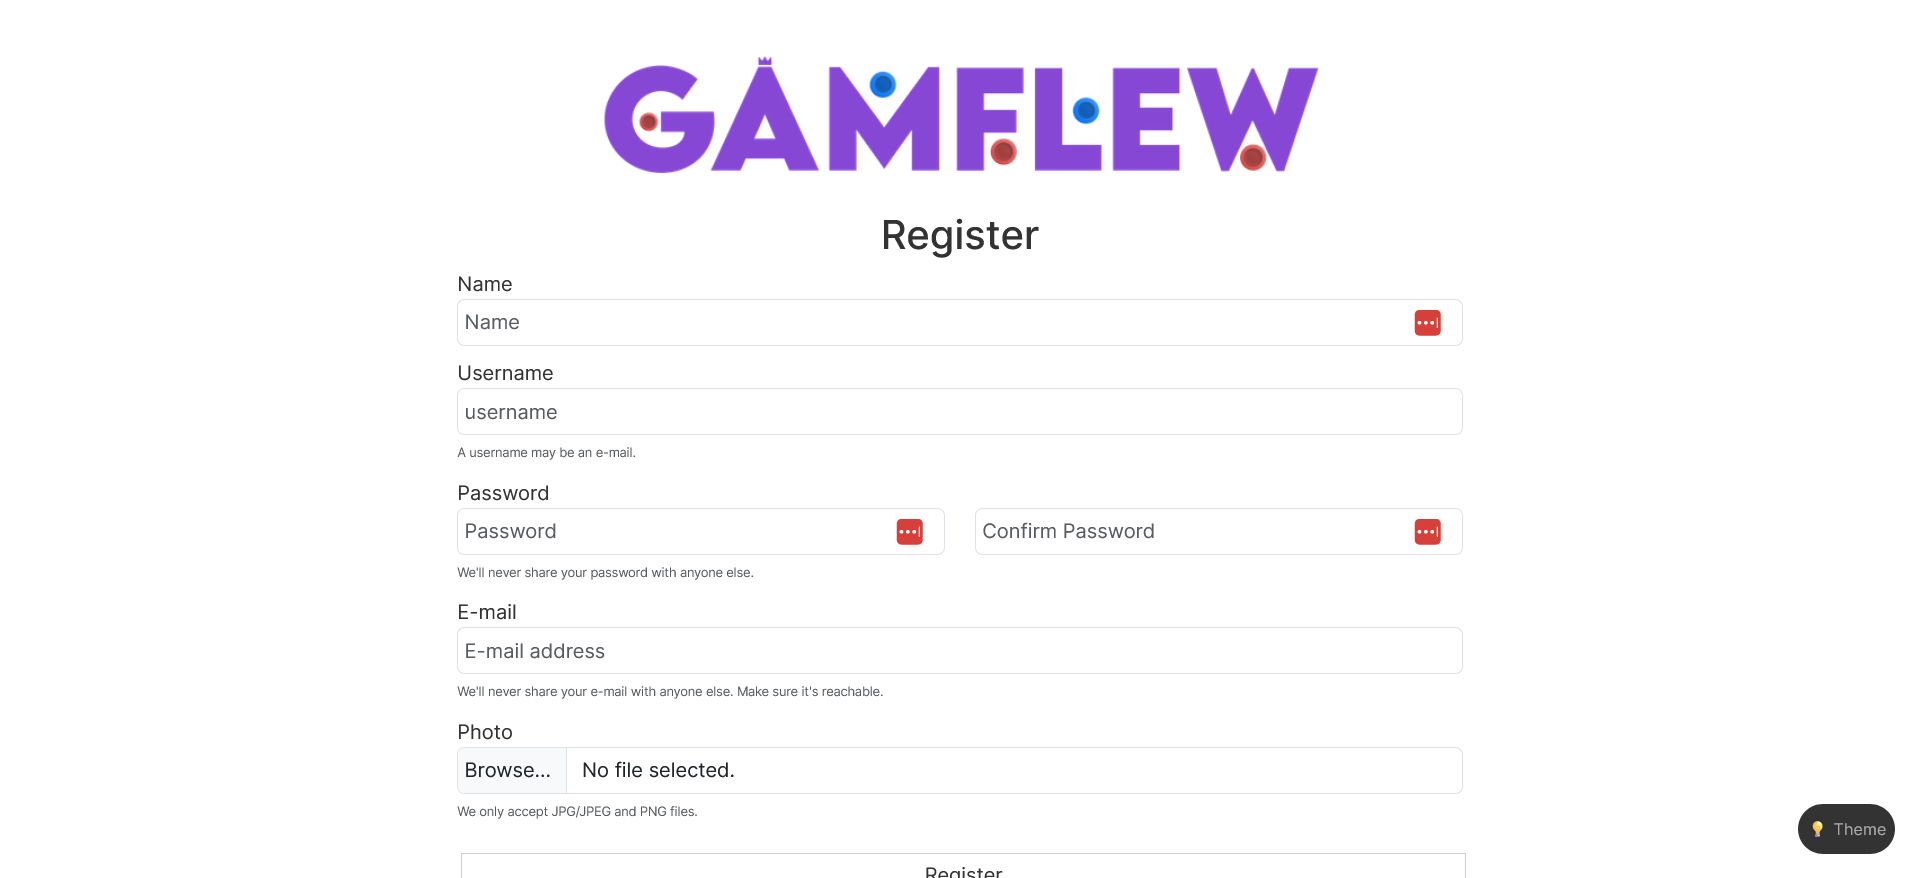 GAMFLEW
Register
Name
Name
Username
username
A username may be an e-mail.
Password
Password Confirm Password
We'll never share your password with anyone else.
E-mail
E-mail address
We'll never share your e-mail with anyone else. Make sure it's reachable.
Photo
Browse... No file selected.
We only accept JPG/JPEG and PNG files.
Theme
Register